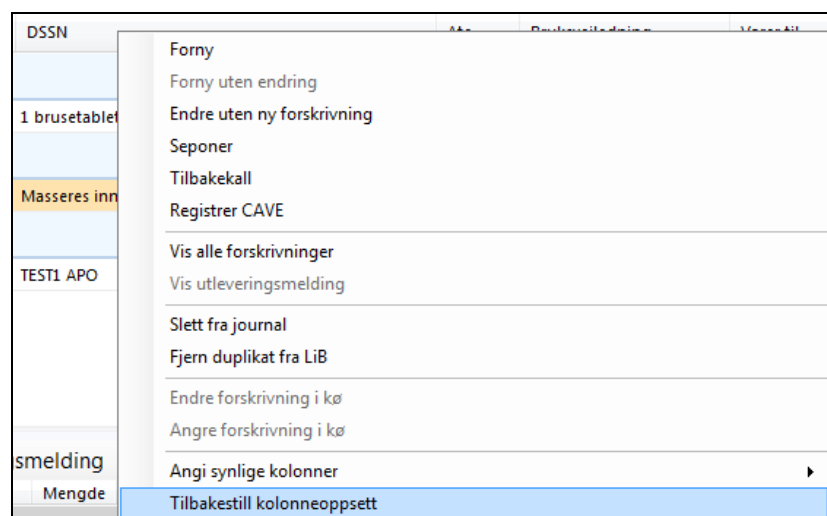 DSSN
Forny
Forny uten endring
1 brusetablet
Endre uten ny forskrivning
Seponer
Tilbakekall
Masseres inn
Registrer CAVE
Vis alle forskrivninger
TEST1 APO
Vis utleveringsmelding
Slett fra journal
Fjern duplikat fra LiB
Endre forskrivning i kø
Angre forskrivning i kø
smelding
Angi synlige kolonner
Mengde
Tilbakestill kolonneoppsett